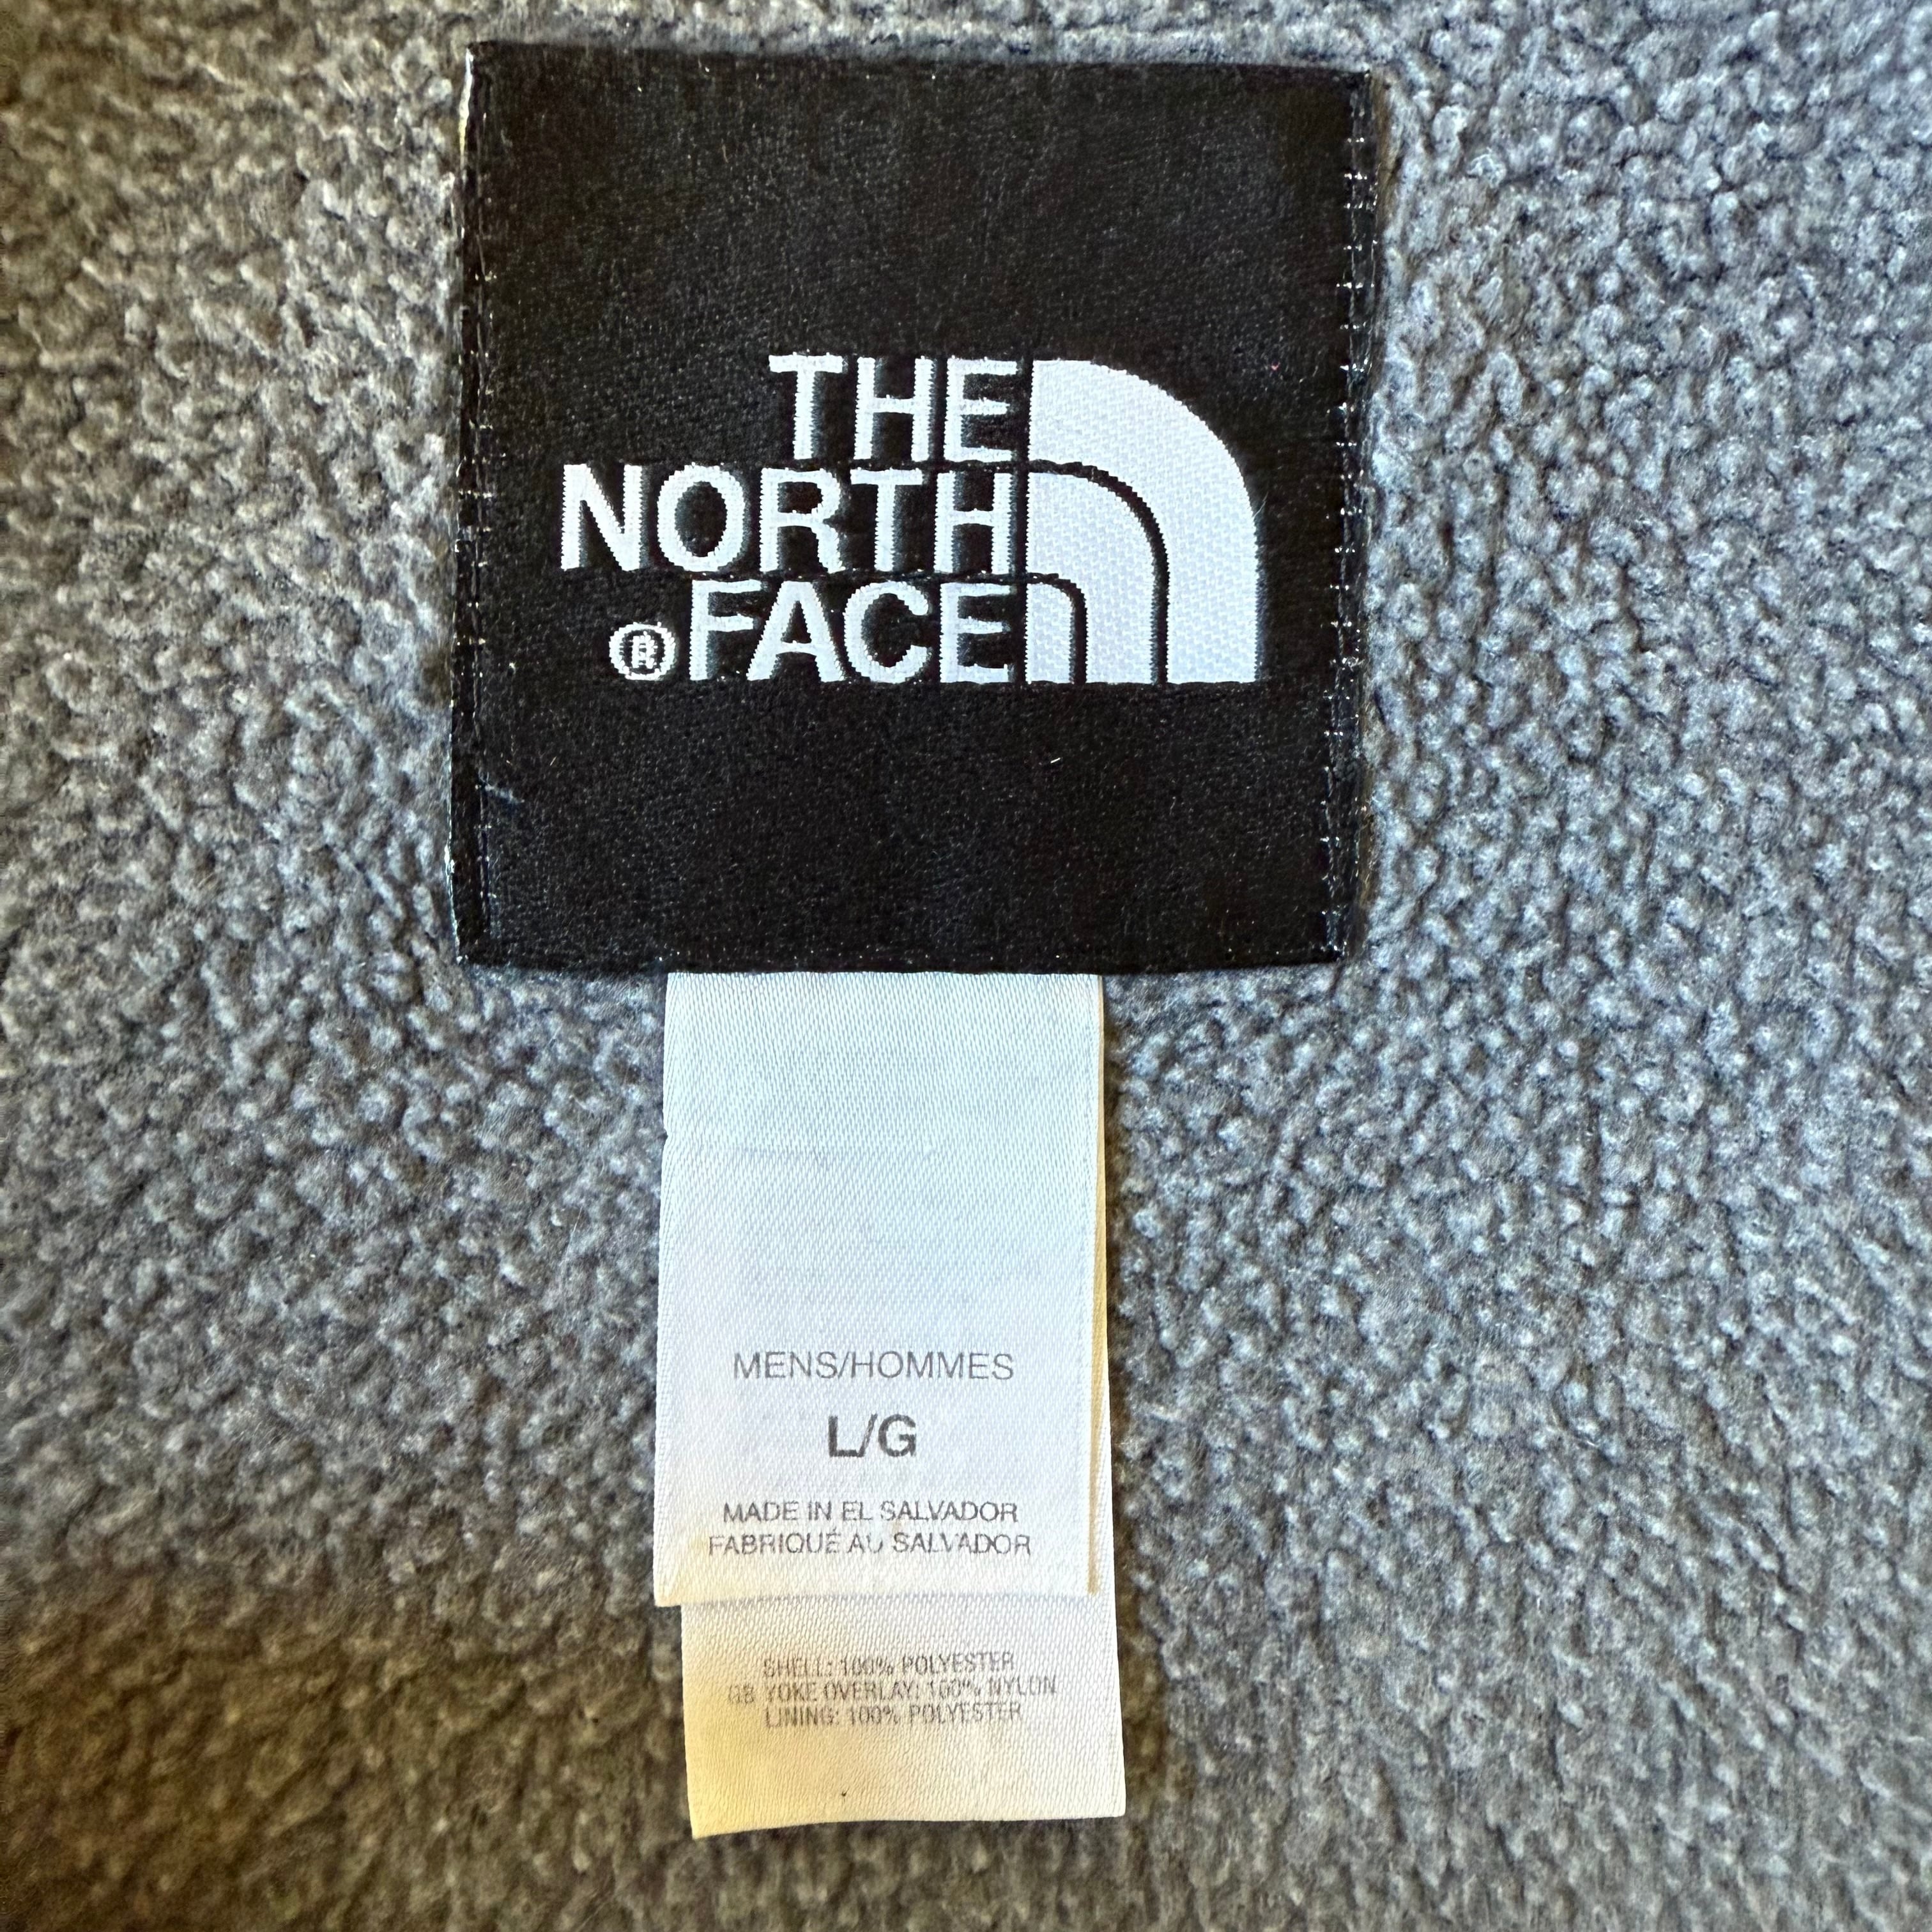 THE
NORTH
® FACE
MENS/HOMMES
L/G
MADE IN EL SALVADOR
FABRIQUÉ AU SALVADOR
SHELL: 100% POLYESTER
YOKE OVERLAY: 100% NYLON
LINING: 100% POLYESTER